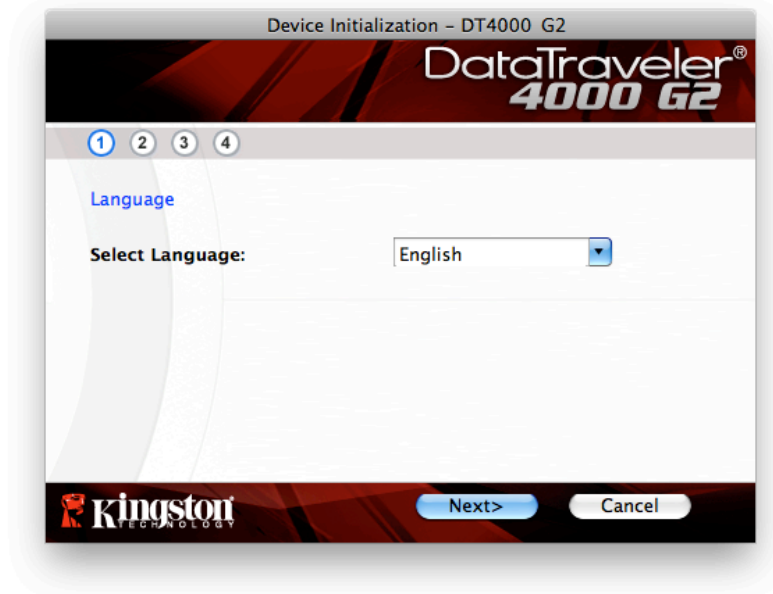 Device Initialization – DT4000 G2
DataTraveler®
4000 G2
1 2 3 4
Language
Select Language: English
Kingston
TECHNOLOGY
Next> Cancel